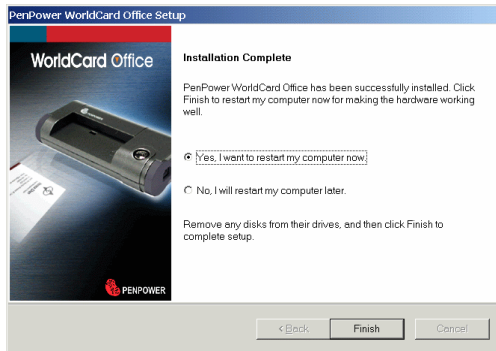 PenPower WorldCard Office Setup
WorldCard Office
Installation Complete
PenPower WorldCard Office has been successfully installed. Click
Finish to restart my computer now for making the hardware working
well.
Yes, I want to restart my computer now.
No, I will restart my computer later.
Remove any disks from their drives, and then click Finish to
complete setup.
PENPOWER
< Back
Finish
Cancel